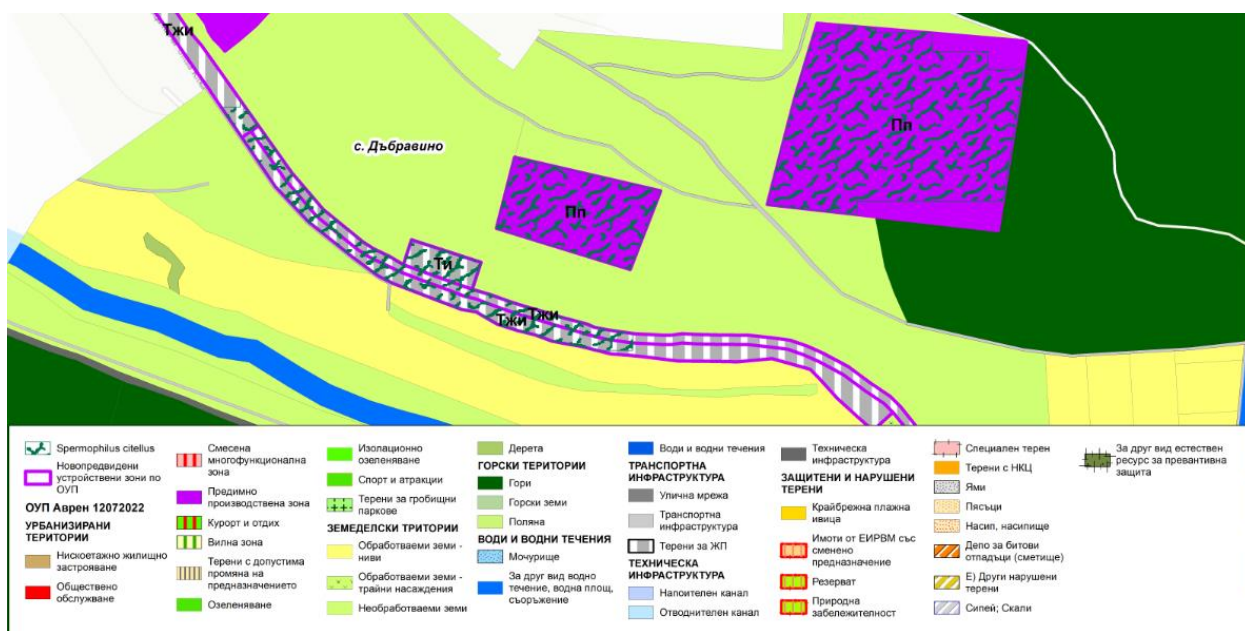 Тжи
Пп
с. Дъбравино
Пп
Ти
Тжи
Тжи
Spermophilus citellus
Новопредвидени
устройствени зони по
ОУП
ОУП Аврен 12072022
УРБАНИЗИРАНИ
ТЕРИТОРИИ
Нискоетажно жилищно
застрояване
Обществено
обслужване
Смесена
многофункционална
зона
Предимно
производствена зона
Курорт и отдих
Вилна зона
Терени с допустима
промяна на
предназначението
Озеленяване
Изолационно
озеленяване
Спорт и атракции
Терени за гробищни
паркове
ЗЕМЕДЕЛСКИ ТРИТОРИИ
Обработваеми земи -
ниви
Обработваеми земи -
трайни насаждения
Необработваеми земи
Дерета
ГОРСКИ ТЕРИТОРИИ
Гори
Горски земи
Поляна
ВОДИ И ВОДНИ ТЕЧЕНИЯ
Мочурище
За друг вид водно
течение, водна площ,
съоръжение
Води и водни течения
ТРАНСПОРТНА
ИНФРАСТРУКТУРА
Улична мрежа
Транспортна
инфраструктура
Терени за ЖП
ТЕХНИЧЕСКА
ИНФРАСТРУКТУРА
Напоителен канал
Отводнителен канал
Техническа
инфраструктура
ЗАЩИТЕНИ И НАРУШЕНИ
ТЕРЕНИ
Крайбрежна плажна
ивица
Имоти от ЕИРВМ със
сменено
предназначение
Резерват
Природна
забележителност
Специален терен
Терени с НКЦ
Ями
Пясъци
Насип, насипище
Депо за битови
отпадъци (сметище)
Е) Други нарушени
терени
Сипей; Скали
За друг вид естествен
ресурс за превантивна
защита